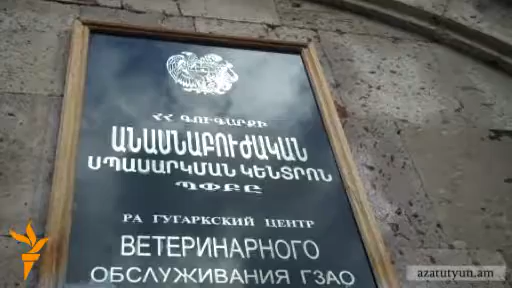 ՀՀ ԳՈՒԳԱՐՔԻ
ԱՆԱՍՆԱԲՈՒԺԱԿԱՆ
ՍՊԱՍԱՐԿՄԱՆ ԿԵՆՏՐՈՆ
ՊՓԲԸ
РА ГУГАРКСКИЙ ЦЕНТР
ВЕТЕРИНАРНОГО
ОБСЛУЖИВАНИЯ ГЗАО
azatutyun.am